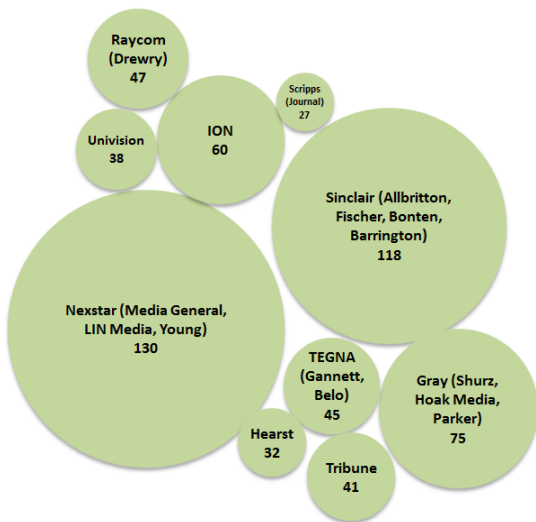 Raycom
(Drewry)
47
Scripps
(Journal)
27
ION
60
Univision
38
Sinclair (Allbritton,
Fischer, Bonten,
Barrington)
118
Nexstar (Media General,
LIN Media, Young)
130
TEGNA
(Gannett,
Belo)
45
Gray (Shurz,
Hoak Media,
Parker)
75
Hearst
32
Tribune
41